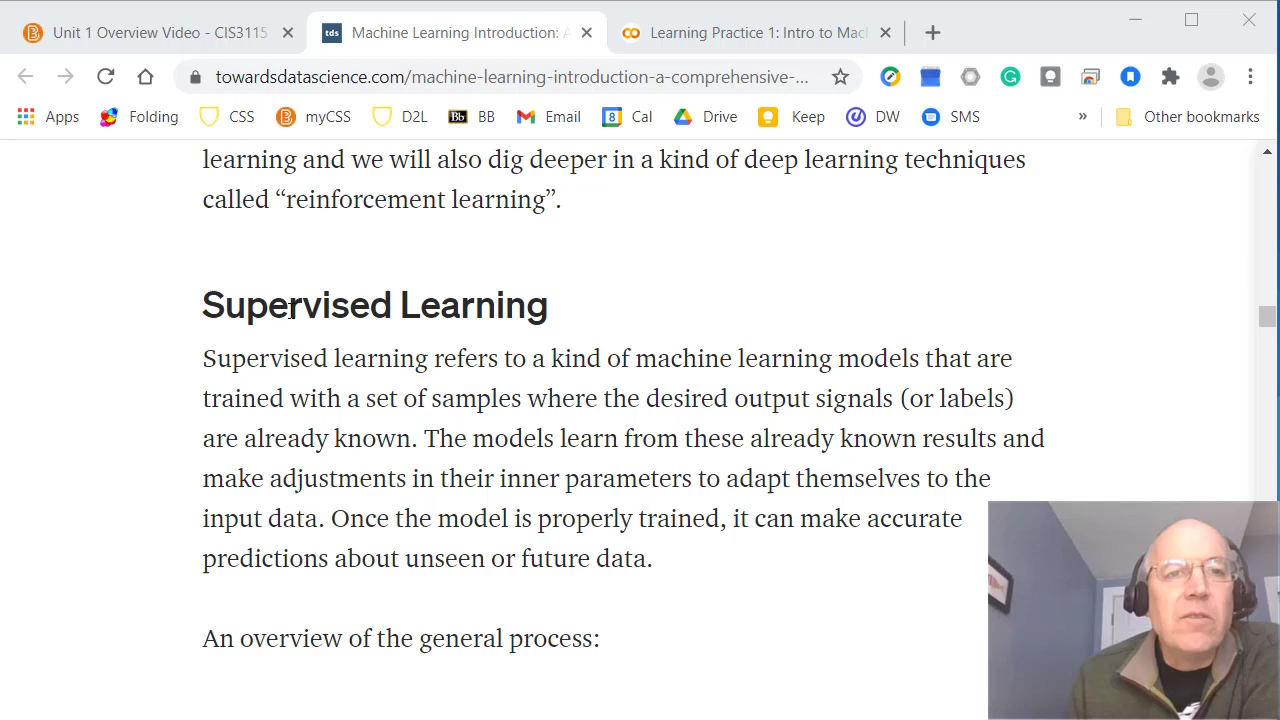 Unit 1 Overview Video - CIS3115
tds Machine Learning Introduction: A
Learning Practice 1: Intro to Mac
towardsdatascience.com/machine-learning-introduction-a-comprehensive-...
Apps Folding CSS myCSS D2L Bb BB Email 8 Cal Drive Keep DW SMS » Other bookmarks
learning and we will also dig deeper in a kind of deep learning techniques
called “reinforcement learning”.
Supervised Learning
Supervised learning refers to a kind of machine learning models that are
trained with a set of samples where the desired output signals (or labels)
are already known. The models learn from these already known results and
make adjustments in their inner parameters to adapt themselves to the
input data. Once the model is properly trained, it can make accurate
predictions about unseen or future data.
An overview of the general process: